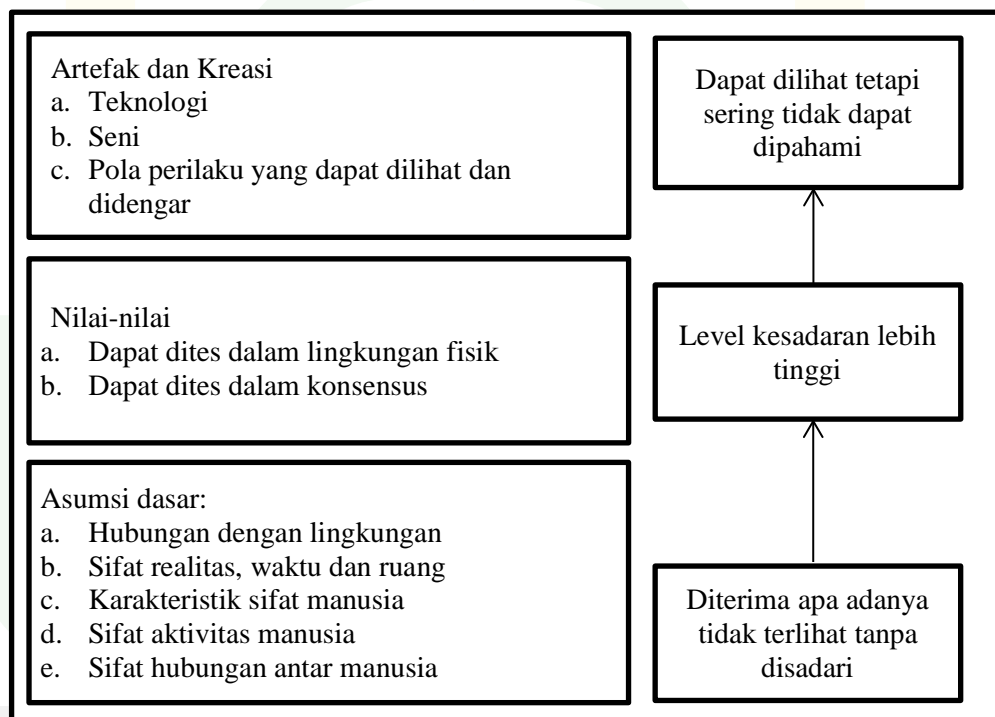 Artefak dan Kreasi
a. Teknologi
b. Seni
c. Pola perilaku yang dapat dilihat dan
didengar
Dapat dilihat tetapi
sering tidak dapat
dipahami
Nilai-nilai
a. Dapat dites dalam lingkungan fisik
b. Dapat dites dalam konsensus
Level kesadaran lebih
tinggi
Asumsi dasar:
a. Hubungan dengan lingkungan
b. Sifat realitas, waktu dan ruang
c. Karakteristik sifat manusia
d. Sifat aktivitas manusia
e. Sifat hubungan antar manusia
Diterima apa adanya
tidak terlihat tanpa
disadari